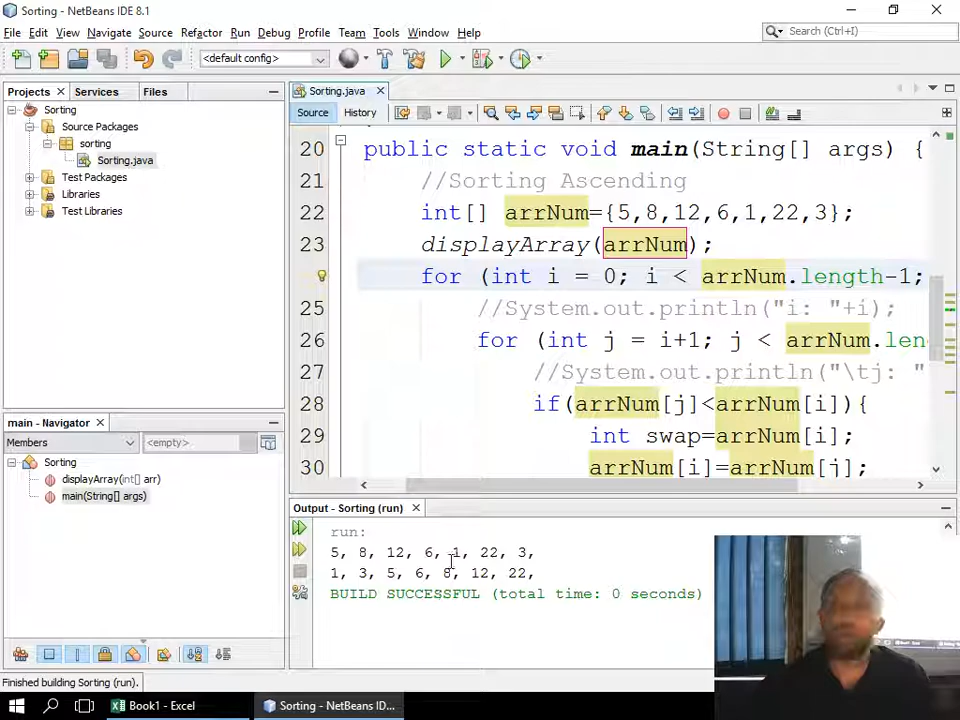 Sorting - NetBeans IDE 8.1
File Edit View Navigate Source Refactor Run Debug Profile Team Tools Window Help
Search (Ctrl+I)
<default config>
Projects Services Files
Sorting.java
Sorting
Source Packages
sorting
Sorting.java
Test Packages
Libraries
Test Libraries
Source History
20 public static void main(String[] args) {
21 //Sorting Ascending
22 int[] arrNum={5,8,12,6,1,22,3};
23 displayArray(arrNum);
for (int i = 0; i < arrNum.length-1;
25 //System.out.println("i: "+i);
26 for (int j = i+1; j < arrNum.len
27 //System.out.println("\tj: "
28 if(arrNum[j]<arrNum[i]){
29 int swap=arrNum[i];
30 arrNum[i]=arrNum[j];
main - Navigator
Members
<empty>
Sorting
displayArray(int[] arr)
main(String[] args)
Output - Sorting (run)
run:
5, 8, 12, 6, 1, 22, 3,
1, 3, 5, 6, 8, 12, 22,
BUILD SUCCESSFUL (total time: 0 seconds)
Finished building Sorting (run).
Book1 - Excel
Sorting - NetBeans ID...